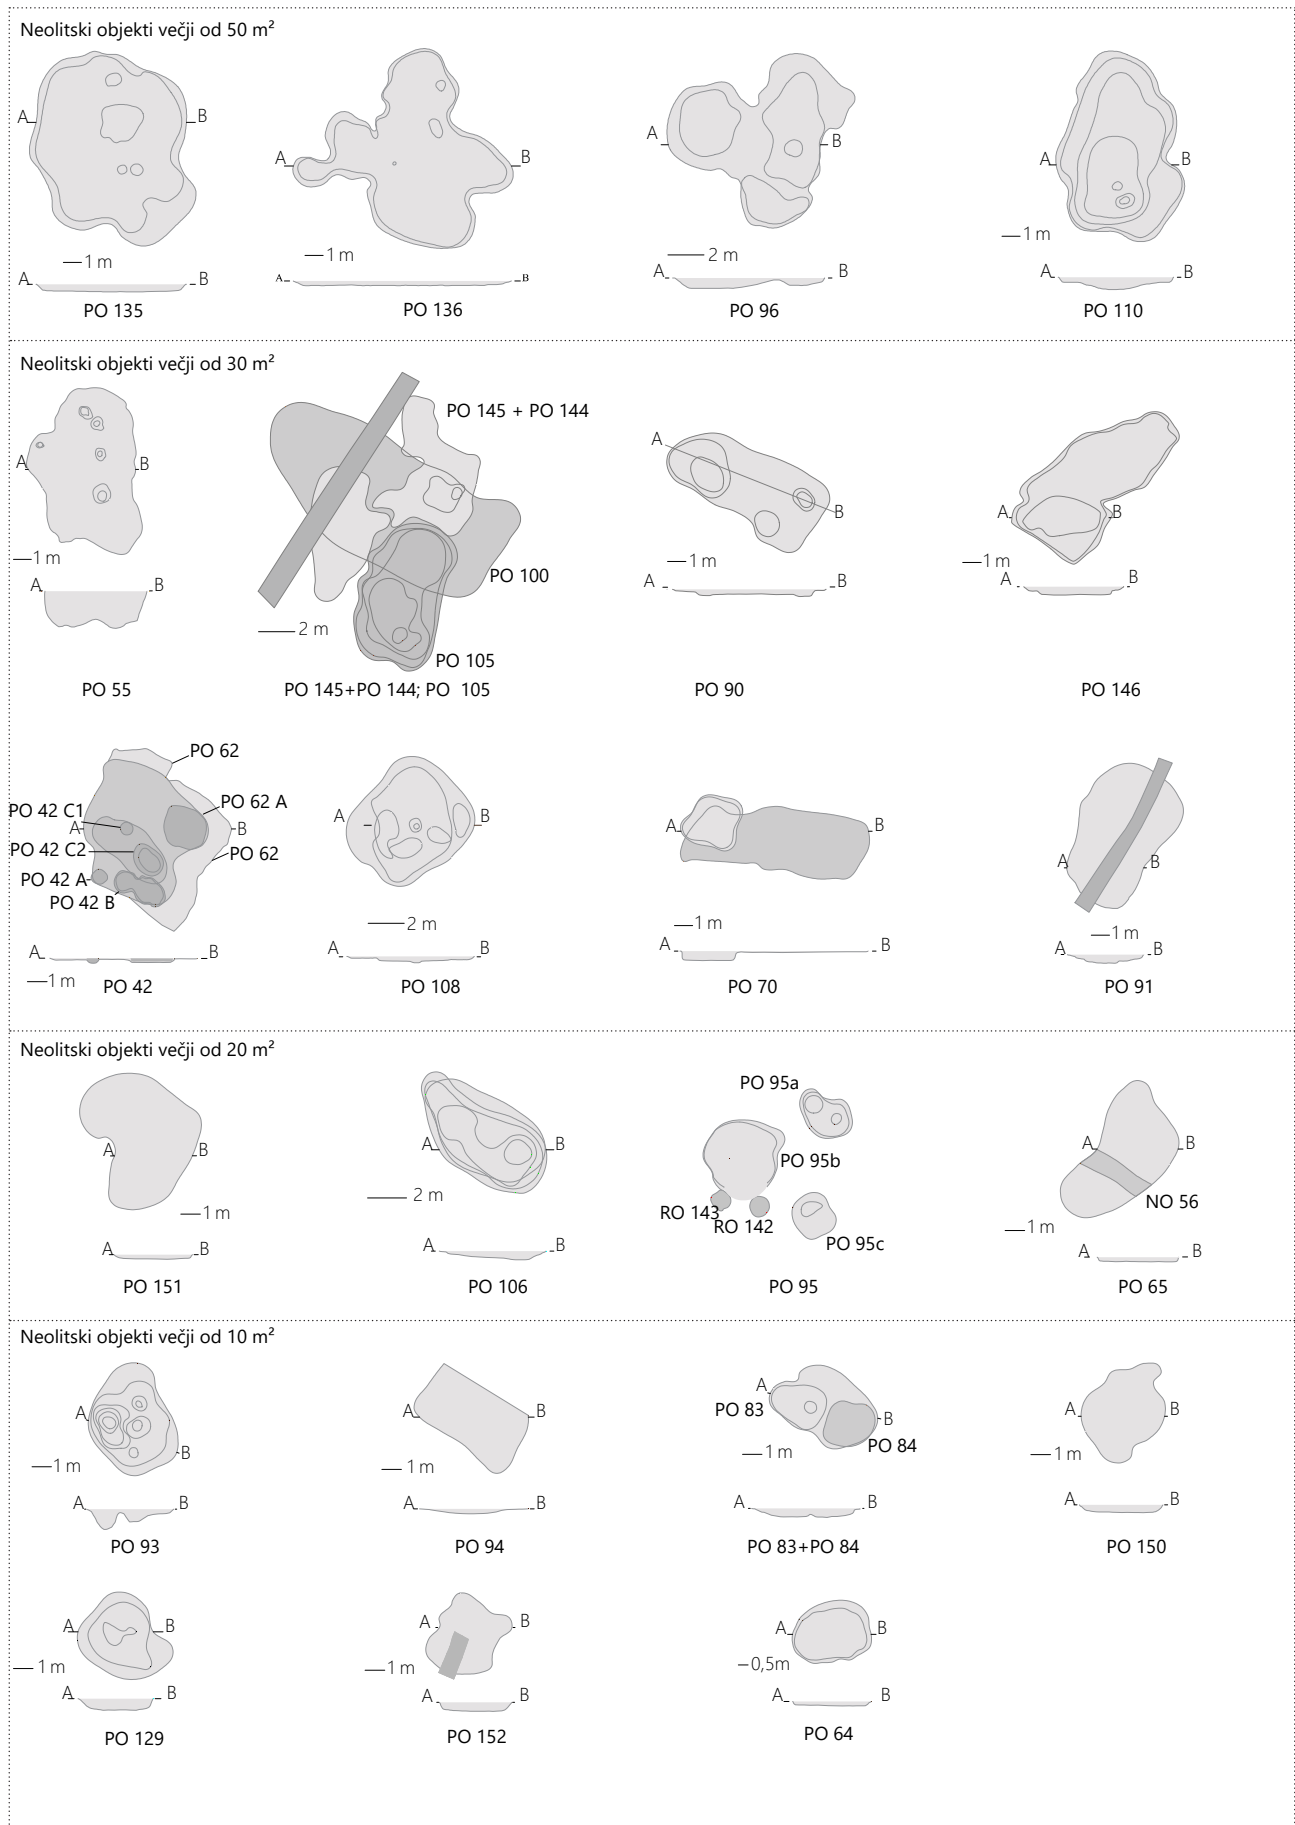 Neolitski objekti večji od 50 m²
A B
1 m
A B
PO 135
A B
1 m
A B
PO 136
A B
2 m
A B
PO 96
A B
1 m
A B
PO 110
Neolitski objekti večji od 30 m²
A B
1 m
A B
PO 55
PO 145 + PO 144
PO 100
2 m
PO 105
PO 145+PO 144; PO 105
A
B
1 m
A B
PO 90
A B
1 m
A B
PO 146
PO 62
PO 62 A
PO 42 C1
A B
PO 42 C2
PO 62
PO 42 A
PO 42 B
A B
1 m
PO 42
A B
2 m
A B
PO 108
A B
1 m
A B
PO 70
A B
1 m
A B
PO 91
Neolitski objekti večji od 20 m²
A B
1 m
A B
PO 151
A B
2 m
A B
PO 106
PO 95a
PO 95b
RO 143
RO 142
PO 95c
PO 95
A B
NO 56
1 m
A B
PO 65
Neolitski objekti večji od 10 m²
A
B
1 m
A B
PO 93
A B
1 m
A B
PO 94
A
PO 83
B
PO 84
1 m
A B
PO 83+PO 84
A B
1 m
A B
PO 150
A B
1 m
A B
PO 129
A B
1 m
A B
PO 152
A B
0,5m
A B
PO 64